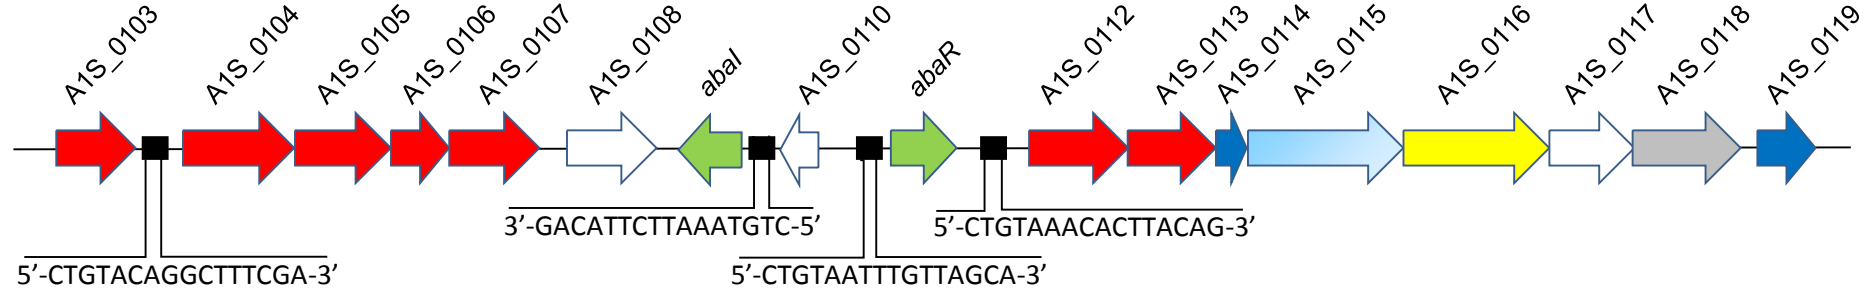 A1S_0103
A1S_0104
A1S_0105
A1S_0106
A1S_0107
A1S_0108
abaI
A1S_0110
abaR
A1S_0112
A1S_0113
A1S_0114
A1S_0115
A1S_0116
A1S_0117
A1S_0118
A1S_0119
3’-GACATTCTTAAATGTC-5’
5’-CTGTAAACACTTACAG-3’
5’-CTGTACAGGCTTTCGA-3’
5’-CTGTAATTTGTTAGCA-3’